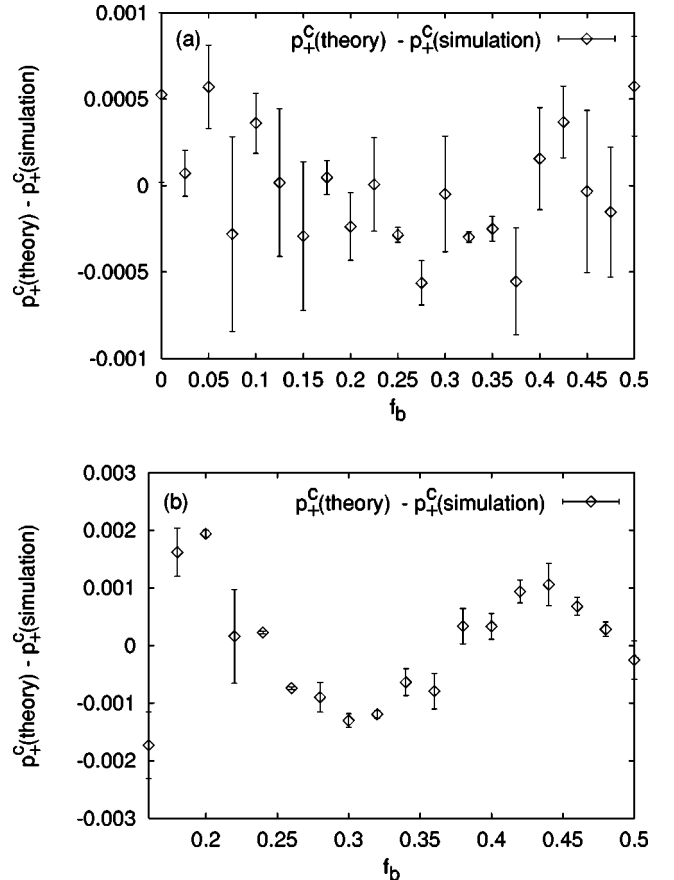 0.001
(a)
p₊ᶜ(theory) - p₊ᶜ(simulation)
0.0005
0
-0.0005
-0.001
p₊ᶜ(theory) - p₊ᶜ(simulation)
0 0.05 0.1 0.15 0.2 0.25 0.3 0.35 0.4 0.45 0.5
f_b
0.003
(b)
p₊ᶜ(theory) - p₊ᶜ(simulation)
0.002
0.001
0
-0.001
-0.002
-0.003
p₊ᶜ(theory) - p₊ᶜ(simulation)
0.2 0.25 0.3 0.35 0.4 0.45 0.5
f_b